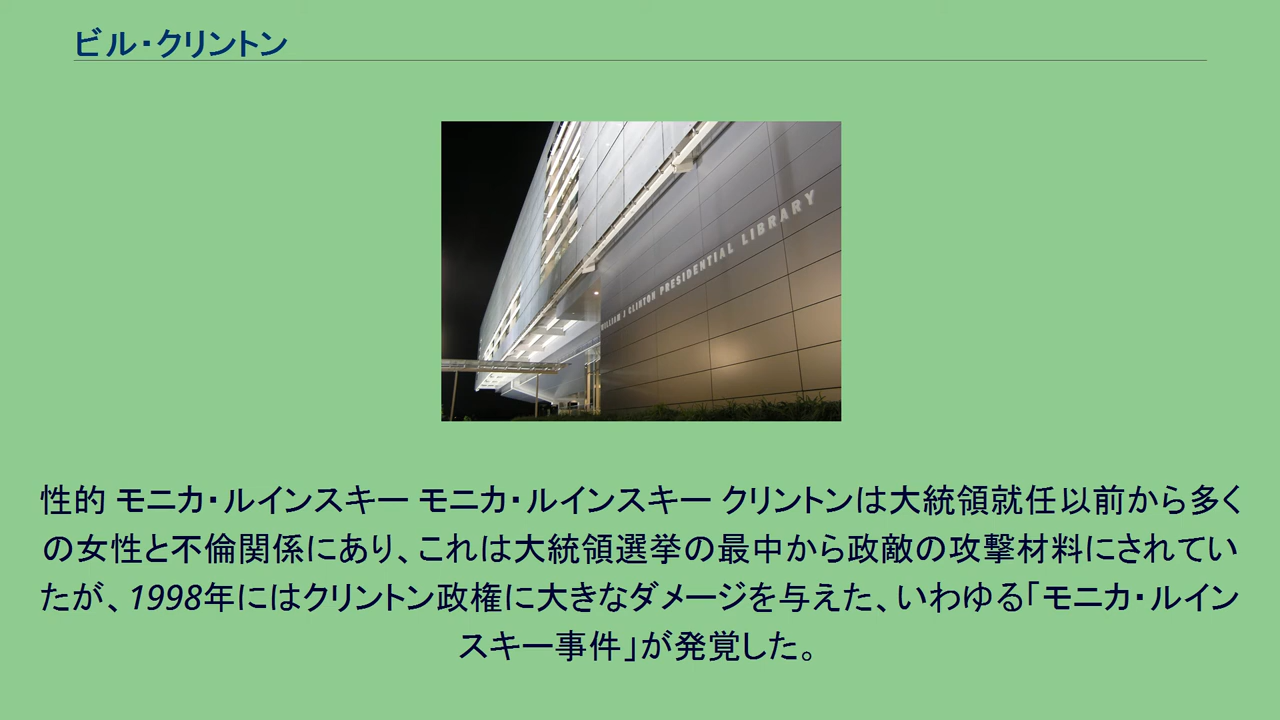 ビル・クリントン
WILLIAM J CLINTON PRESIDENTIAL LIBRARY
性的 モニカ・ルインスキー モニカ・ルインスキー クリントンは大統領就任以前から多く
の女性と不倫関係にあり、これは大統領選挙の最中から政敵の攻撃材料にされてい
たが、1998年にはクリントン政権に大きなダメージを与えた、いわゆる「モニカ・ルイン
スキー事件」が発覚した。